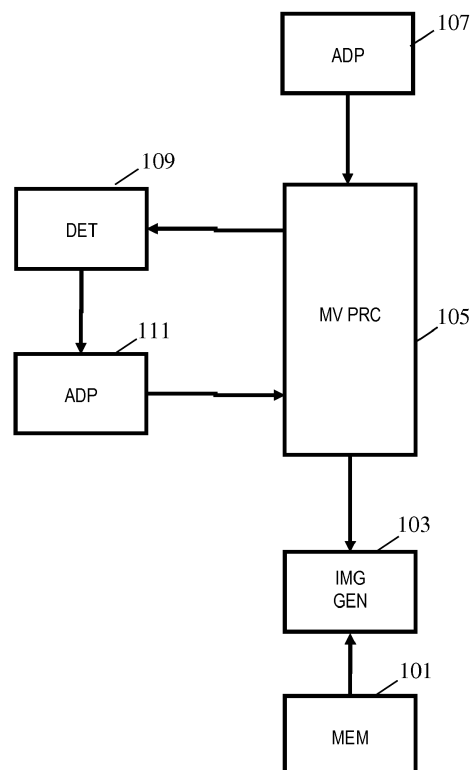 107
ADP
109
DET
MV PRC
105
111
ADP
103
IMG
GEN
101
MEM